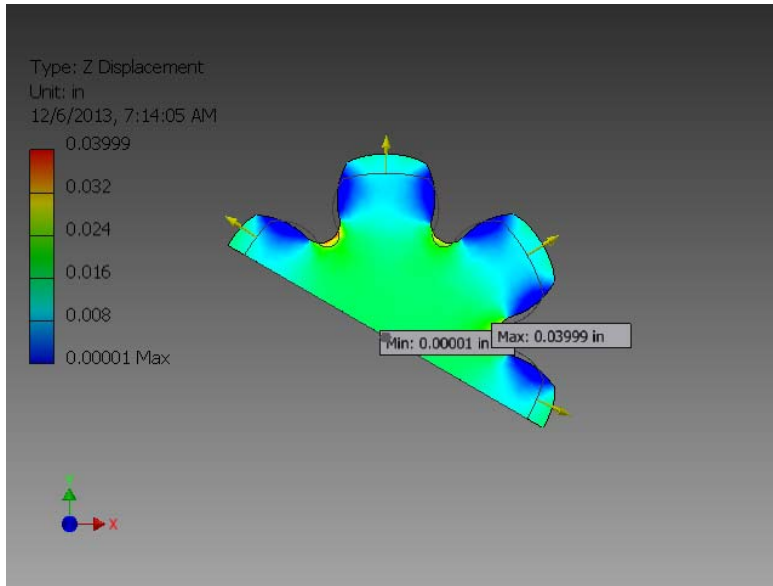 Type: Z Displacement
Unit: in
12/6/2013, 7:14:05 AM
0.03999
0.032
0.024
0.016
0.008
0.00001 Max
Min: 0.00001 in
Max: 0.03999 in
Y
X